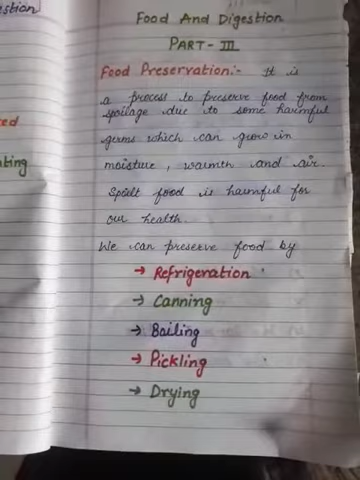 estion
Food And Digestion
PART - III
Food Preservation:- It is
a process to preserve food from
spoilage due to some harmful
germs which can grow in
moisture, warmth and air.
Spoilt food is harmful for
our health.
We can preserve food by
→ Refrigeration
→ Canning
→ Boiling
→ Pickling
→ Drying